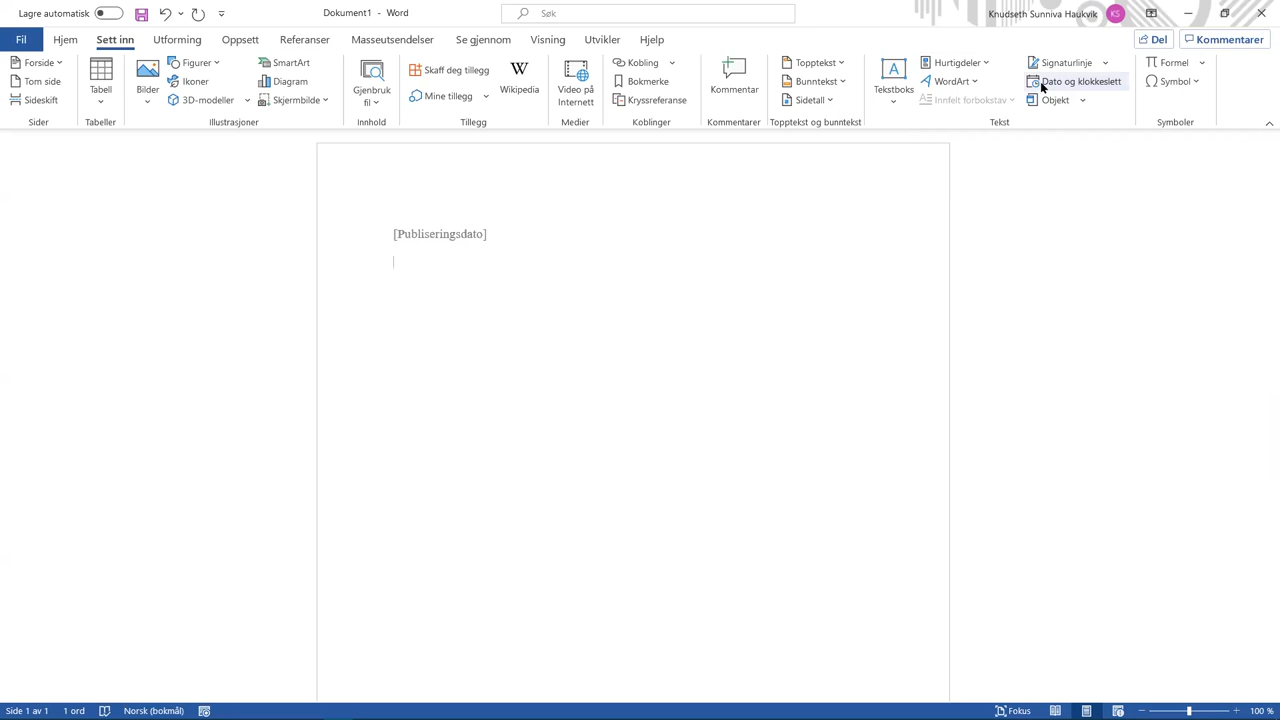 Lagre automatisk
Dokument1 - Word
Søk
Knudseth Sunniva Haukvik
KS
Fil
Hjem
Sett inn
Utforming
Oppsett
Referanser
Masseutsendelser
Se gjennom
Visning
Utvikler
Hjelp
Del
Kommentarer
Forside
Tom side
Sideskift
Sider
Tabell
Tabeller
Bilder
Figurer
Ikoner
3D-modeller
SmartArt
Diagram
Skjermbilde
Illustrasjoner
Gjenbruk
fil
Innhold
Skaff deg tillegg
Mine tillegg
W
Wikipedia
Tillegg
Video på
Internett
Medier
Kobling
Bokmerke
Kryssreferanse
Koblinger
Kommentar
Kommentarer
Topptekst
Bunntekst
Sidetall
Topptekst og bunntekst
Tekstboks
Hurtigdeler
WordArt
Innfelt forbokstav
Signaturlinje
Dato og klokkeslett
Objekt
Tekst
Formel
Symbol
Symboler
[Publiseringsdato]
Side 1 av 1
1 ord
Norsk (bokmål)
Fokus
100 %